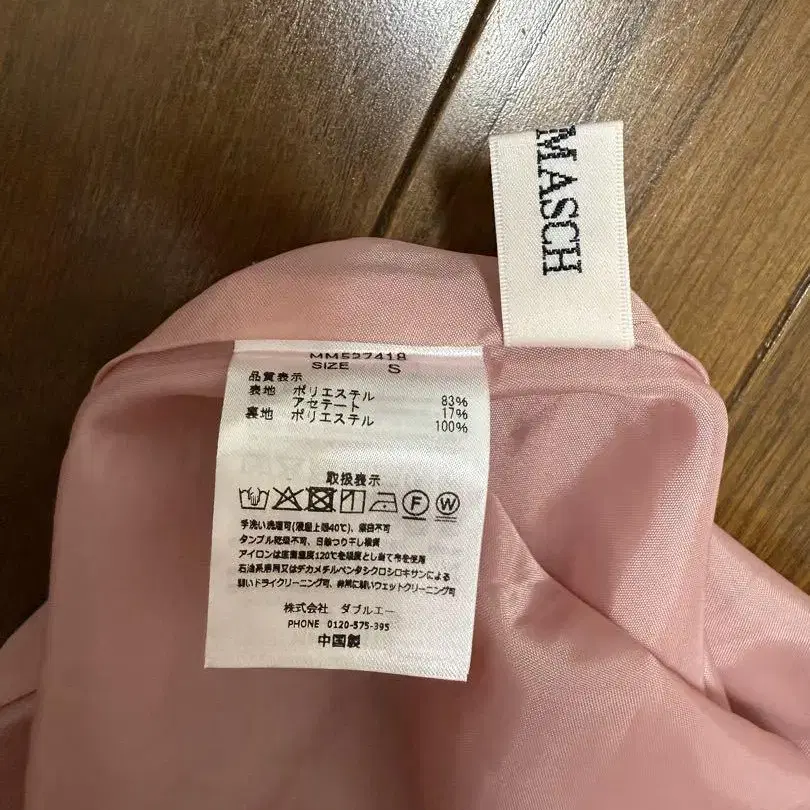 MASCH
MM527418
SIZE S
品質表示
表地 ポリエステル 83%
アセテート 17%
裏地 ポリエステル 100%
取扱表示
F W
手洗い洗濯可(液温上限40℃)、漂白不可
タンブル乾燥不可、日陰つり干し推奨
アイロンは底面温度120℃を限度とし当て布を使用
石油系溶剤又はデカメチルペンタシクロシロキサンによる
弱いドライクリーニング可、非常に弱いウェットクリーニング可
株式会社 ダブルエー
PHONE 0120-575-395
中国製